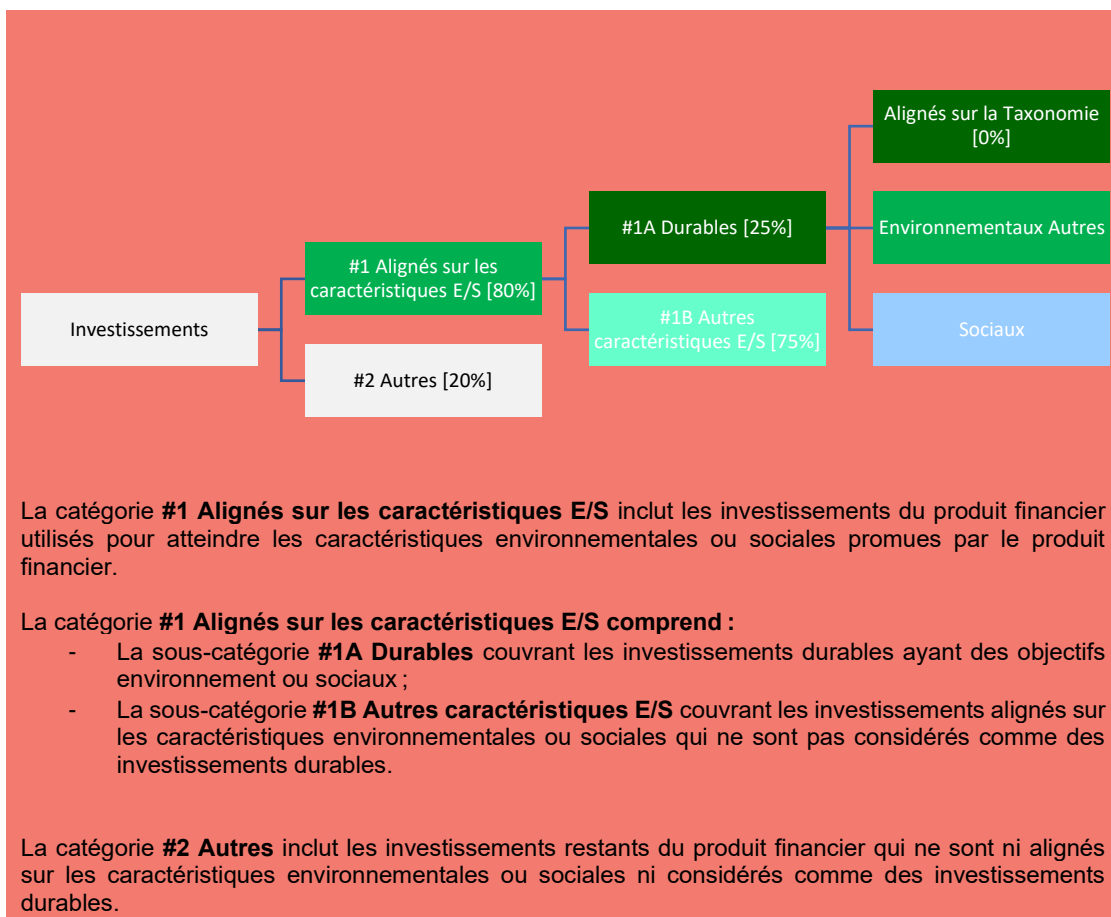 Alignés sur la Taxonomie
[0%]
#1A Durables [25%]
Environnementaux Autres
#1 Alignés sur les
caractéristiques E/S [80%]
Investissements
#1B Autres
caractéristiques E/S [75%]
Sociaux
#2 Autres [20%]
La catégorie #1 Alignés sur les caractéristiques E/S inclut les investissements du produit financier
utilisés pour atteindre les caractéristiques environnementales ou sociales promues par le produit
financier.
La catégorie #1 Alignés sur les caractéristiques E/S comprend :
- La sous-catégorie #1A Durables couvrant les investissements durables ayant des objectifs
environnement ou sociaux ;
- La sous-catégorie #1B Autres caractéristiques E/S couvrant les investissements alignés sur
les caractéristiques environnementales ou sociales qui ne sont pas considérés comme des
investissements durables.
La catégorie #2 Autres inclut les investissements restants du produit financier qui ne sont ni alignés
sur les caractéristiques environnementales ou sociales ni considérés comme des investissements
durables.